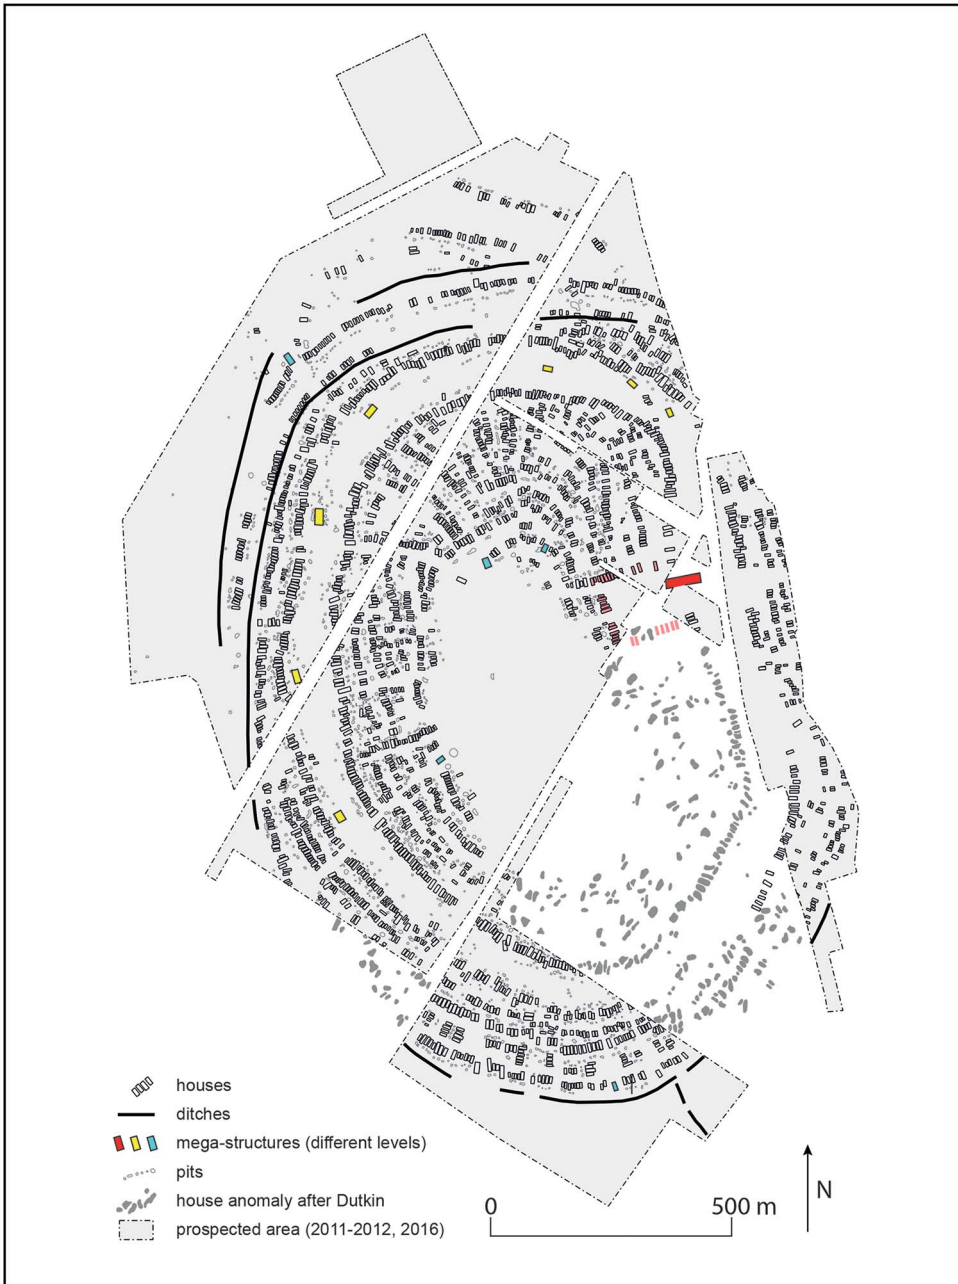 houses
ditches
mega-structures (different levels)
pits
house anomaly after Dutkin
prospected area (2011-2012, 2016)
0 500 m
N